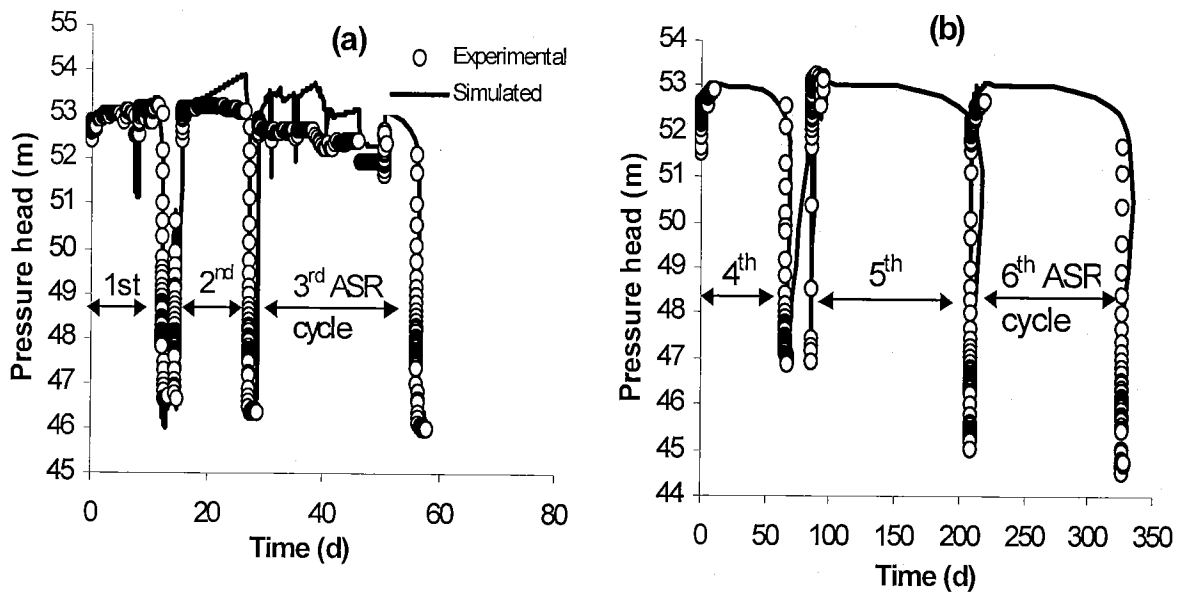 (a)
Experimental
Simulated
55
54
53
52
51
50
49
48
47
46
45
Pressure head (m)
1st
2nd
3rd ASR
cycle
0
20
40
60
80
Time (d)
(b)
54
53
52
51
50
49
48
47
46
45
44
Pressure head (m)
4th
5th
6th ASR
cycle
0
50
100
150
200
250
300
350
Time (d)